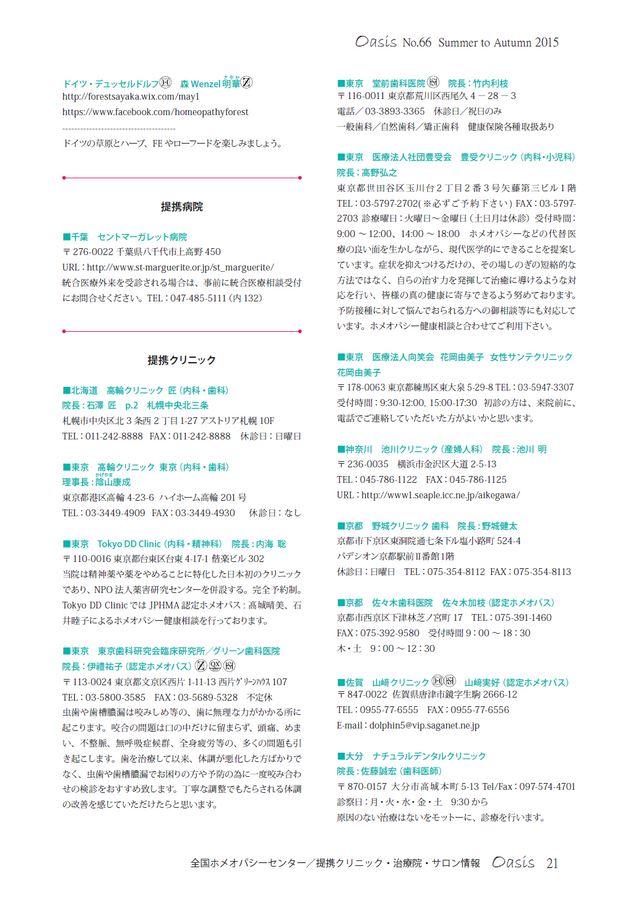 Oasis No.66 Summer to Autumn 2015
ドイツ・デュッセルドルフ Ⓗ 森 Wenzel 明華 Ⓩ
http://forestsayaka.wix.com/may1
https://www.facebook.com/homeopathyforest
--------------------------------------
ドイツの草原とハーブ、FE やローフードを楽しみましょう。
提携病院
■千葉 セントマーガレット病院
〒276-0022 千葉県八千代市上高野 450
URL：http://www.st-marguerite.or.jp/st_marguerite/
統合医療外来を受診される場合は、事前に統合医療相談受付
にお問合せください。TEL：047-485-5111（内 132）
提携クリニック
■北海道 高輪クリニック 匠（内科・歯科）
院長：石澤 匠 p.2 札幌中央北三条
札幌市中央区北 3 条西 2 丁目 1-27 アストリア札幌 10F
TEL：011-242-8888 FAX：011-242-8888 休診日：日曜日
■東京 高輪クリニック 東京（内科・歯科）
理事長：陰山康成
東京都港区高輪 4-23-6 ハイホーム高輪 201 号
TEL：03-3449-4909 FAX：03-3449-4930 休診日：なし
■東京 Tokyo DD Clinic（内科・精神科） 院長：内海 聡
〒110-0016 東京都台東区台東 4-17-1 偕楽ビル 302
当院は精神薬や薬をやめることに特化した日本初のクリニック
であり、NPO 法人薬害研究センターを併設する。完全予約制。
Tokyo DD Clinic では JPHMA 認定ホメオパス：髙城晴美、石
井睦子によるホメオパシー健康相談を行っております。
■東京 東京歯科研究会臨床研究所／グリーン歯科医院
院長：伊禮祐子（認定ホメオパス）
〒113-0024 東京都文京区西片 1-11-13 西片ｸﾞﾘｰﾝﾊｳｽ 107
TEL：03-5800-3585 FAX：03-5689-5328 不定休
虫歯や歯槽膿漏は咬みしめ等の、歯に無理な力がかかる所に
起こります。咬合の問題は口の中だけに留まらず、頭痛、めま
い、不整脈、無呼吸症候群、全身疲労等の、多くの問題も引
き起こします。歯を治療して以来、体調が悪化した方ばかりで
なく、虫歯や歯槽膿漏でお困りの方や予防の為に一度咬み合わ
せの検診をおすすめ致します。丁寧な調整でもたらされる体調
の改善を感じていただけたらと思います。
■東京 堂前歯科医院 院長：竹内利枝
〒116-0011 東京都荒川区西尾久 4 － 28 － 3
電話／ 03-3893-3365 休診日／祝日のみ
一般歯科／自然歯科／矯正歯科 健康保険各種取扱あり
■東京 医療法人社団豊受会 豊受クリニック（内科・小児科）
院長：高野弘之
東京都世田谷区玉川台２丁目２番３号矢藤第三ビル１階
TEL：03-5797-2702(※必ずご予約下さい) FAX：03-5797-
2703 診療曜日：火曜日～金曜日（土日月は休診） 受付時間：
9:00 ～ 12:00、14:00 ～ 18:00 ホメオパシーなどの代替医
療の良い面を生かしながら、現代医学的にできることを提案し
ています。症状を抑えつけるだけの、その場しのぎの短絡的な
方法ではなく、自らの治す力を発揮して治癒に導けるような対
応を行い、皆様の真の健康に寄与できるよう努めております。
予防接種に対して悩んでおられる方への御相談等にも対応して
います。ホメオパシー健康相談と合わせてご利用下さい。
■東京 医療法人向笑会 花岡由美子 女性サンテクリニック
花岡由美子
〒178-0063 東京都練馬区東大泉 5-29-8 TEL：03-5947-3307
受付時間：9:30-12:00, 15:00-17:30 初診の方は、来院前に、
電話でご連絡していただいた方がよいかと思います。
■神奈川 池川クリニック（産婦人科） 院長：池川 明
〒236-0035 横浜市金沢区大道 2-5-13
TEL：045-786-1122 FAX：045-786-1125
URL：http://www1.seaple.icc.ne.jp/aikegawa/
■京都 野城クリニック 歯科 院長：野城健太
京都市下京区東洞院通七条下ル塩小路町 524-4
パデシオン京都駅前Ⅱ番館１階
休診日：日曜日 TEL：075-354-8112 FAX：075-354-8113
■京都 佐々木歯科医院 佐々木加枝（認定ホメオパス）
京都市西京区下津林芝ノ宮町 17 TEL：075-391-1460
FAX：075-392-9580 受付時間 9：00 ～ 18：30
木・土 9：00 ～ 12：30
■佐賀 山﨑クリニック 山﨑実好（認定ホメオパス）
〒847-0022 佐賀県唐津市鏡字生駒 2666-12
TEL：0955-77-6555 FAX：0955-77-6556
E-mail：dolphin5@vip.saganet.ne.jp
■大分 ナチュラルデンタルクリニック
院長：佐藤誠宏（歯科医師）
〒870-0157 大分市高城本町 5-13 Tel/Fax：097-574-4701
診察日：月・火・水・金・土 9:30 から
原因のない治療はないをモットーに、診療を行います。
全国ホメオパシーセンター／提携クリニック・治療院・サロン情報 Oasis 21